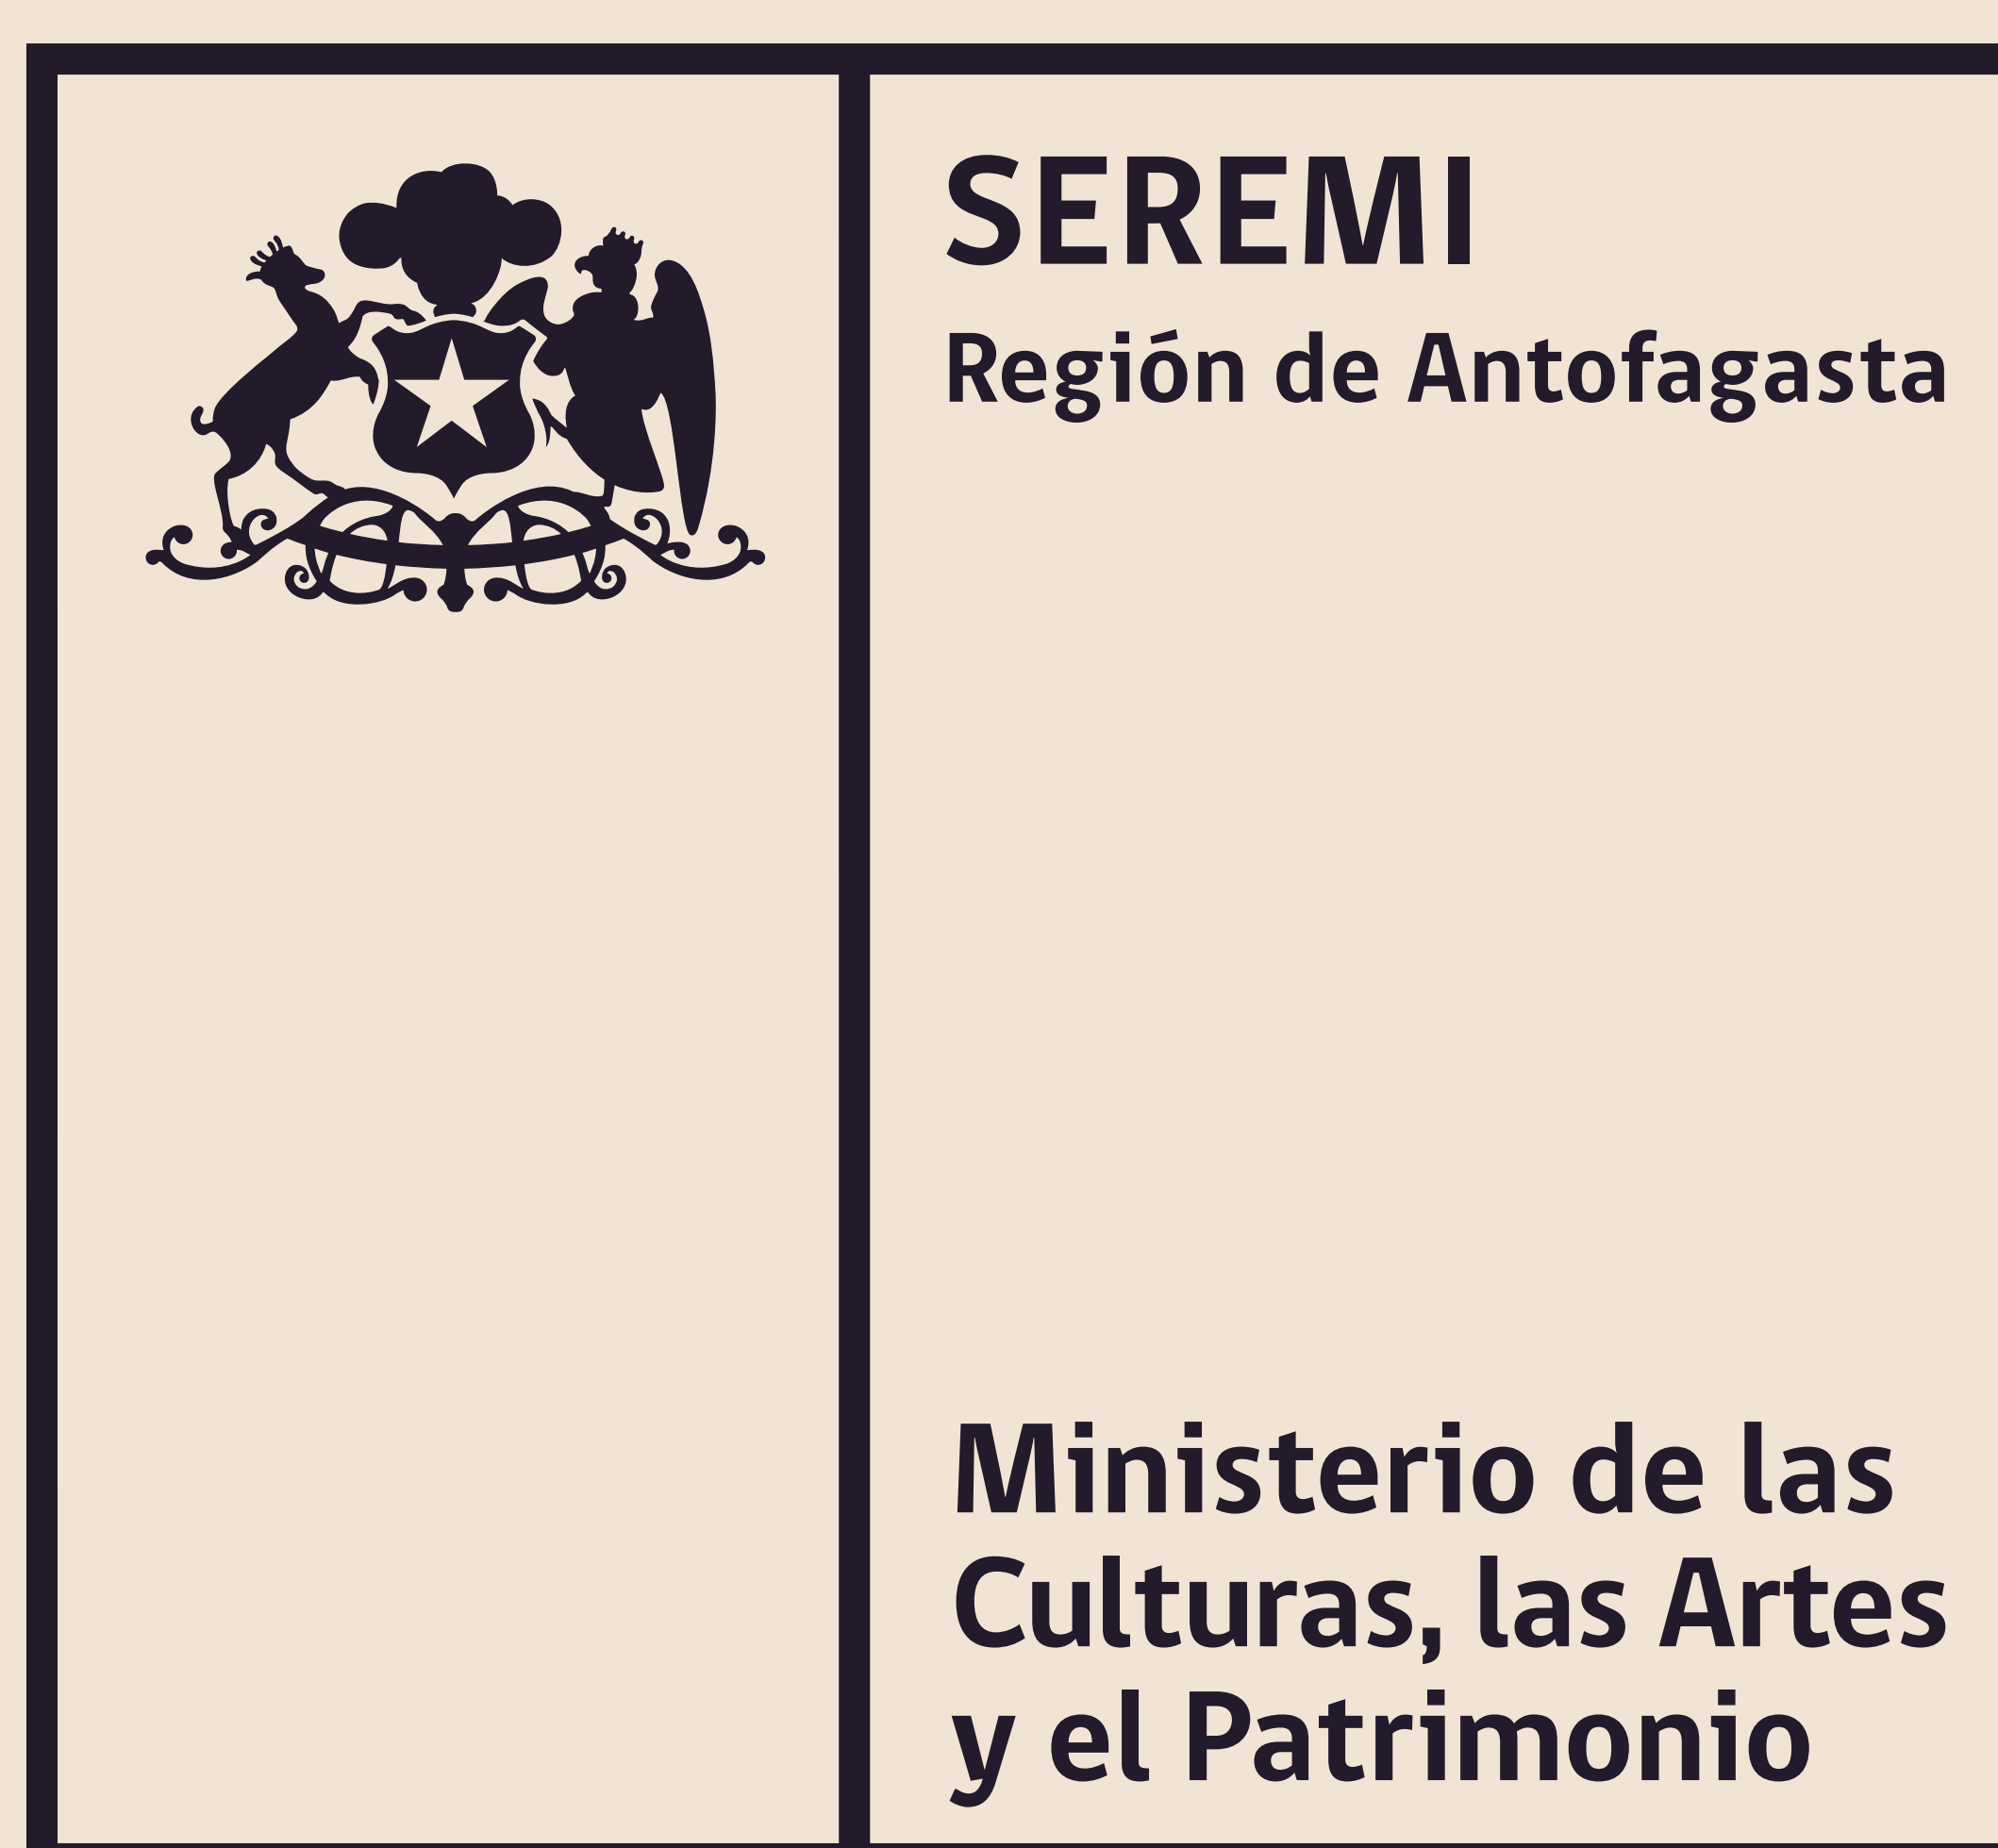 SEREMI
Región de Antofagasta
Ministerio de las
Culturas, las Artes
y el Patrimonio